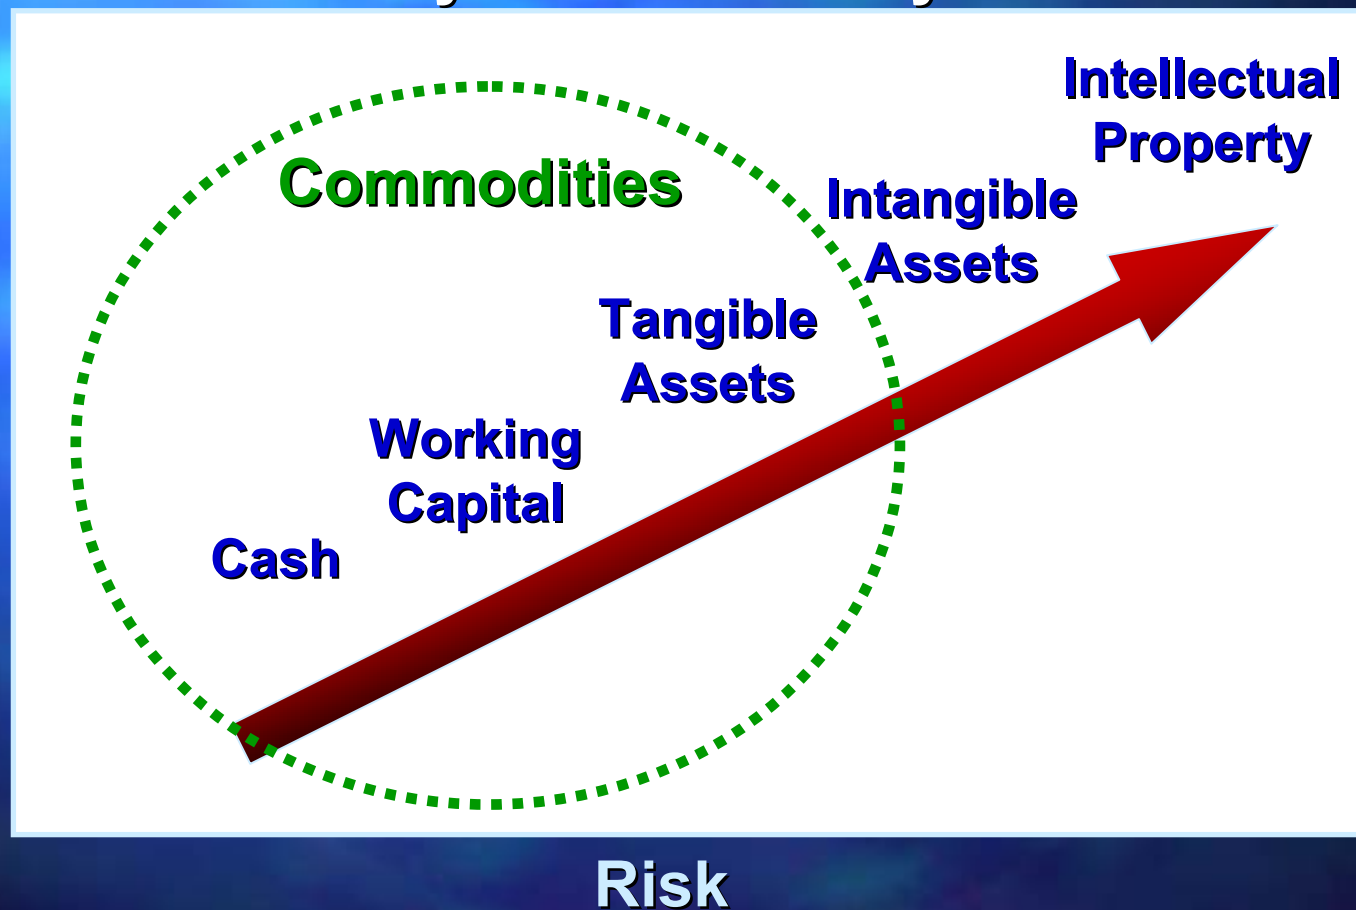 Intellectual
Property
Commodities
Intangible
Assets
Tangible
Assets
Working
Capital
Cash
Risk